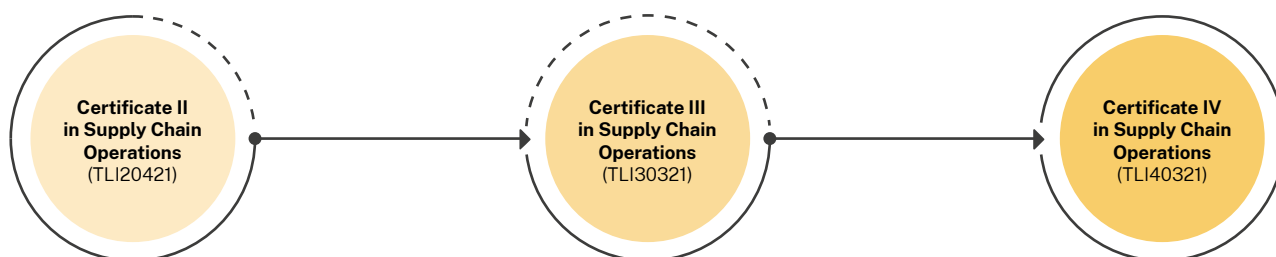 Certificate II
in Supply Chain
Operations
(TLI20421)
Certificate III
in Supply Chain
Operations
(TLI30321)
Certificate IV
in Supply Chain
Operations
(TLI40321)